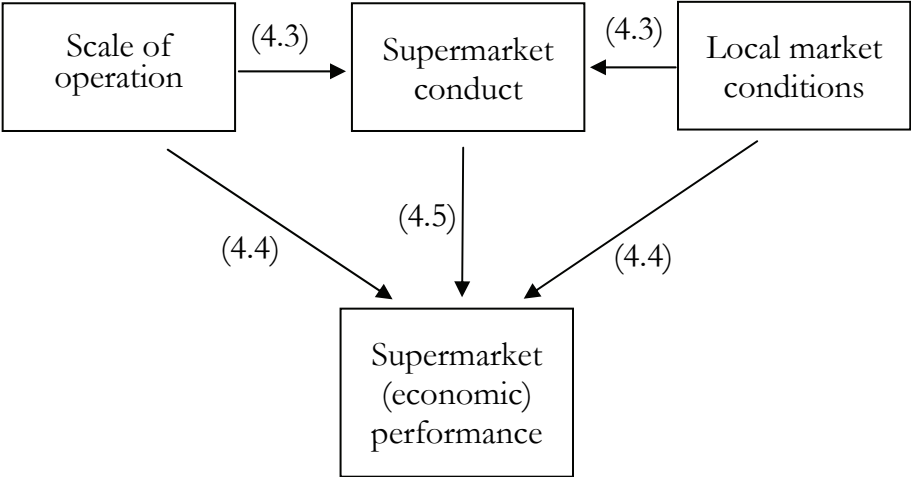 Scale of
operation
(4.3)
Supermarket
conduct
(4.3)
Local market
conditions
(4.4)
(4.5)
(4.4)
Supermarket
(economic)
performance